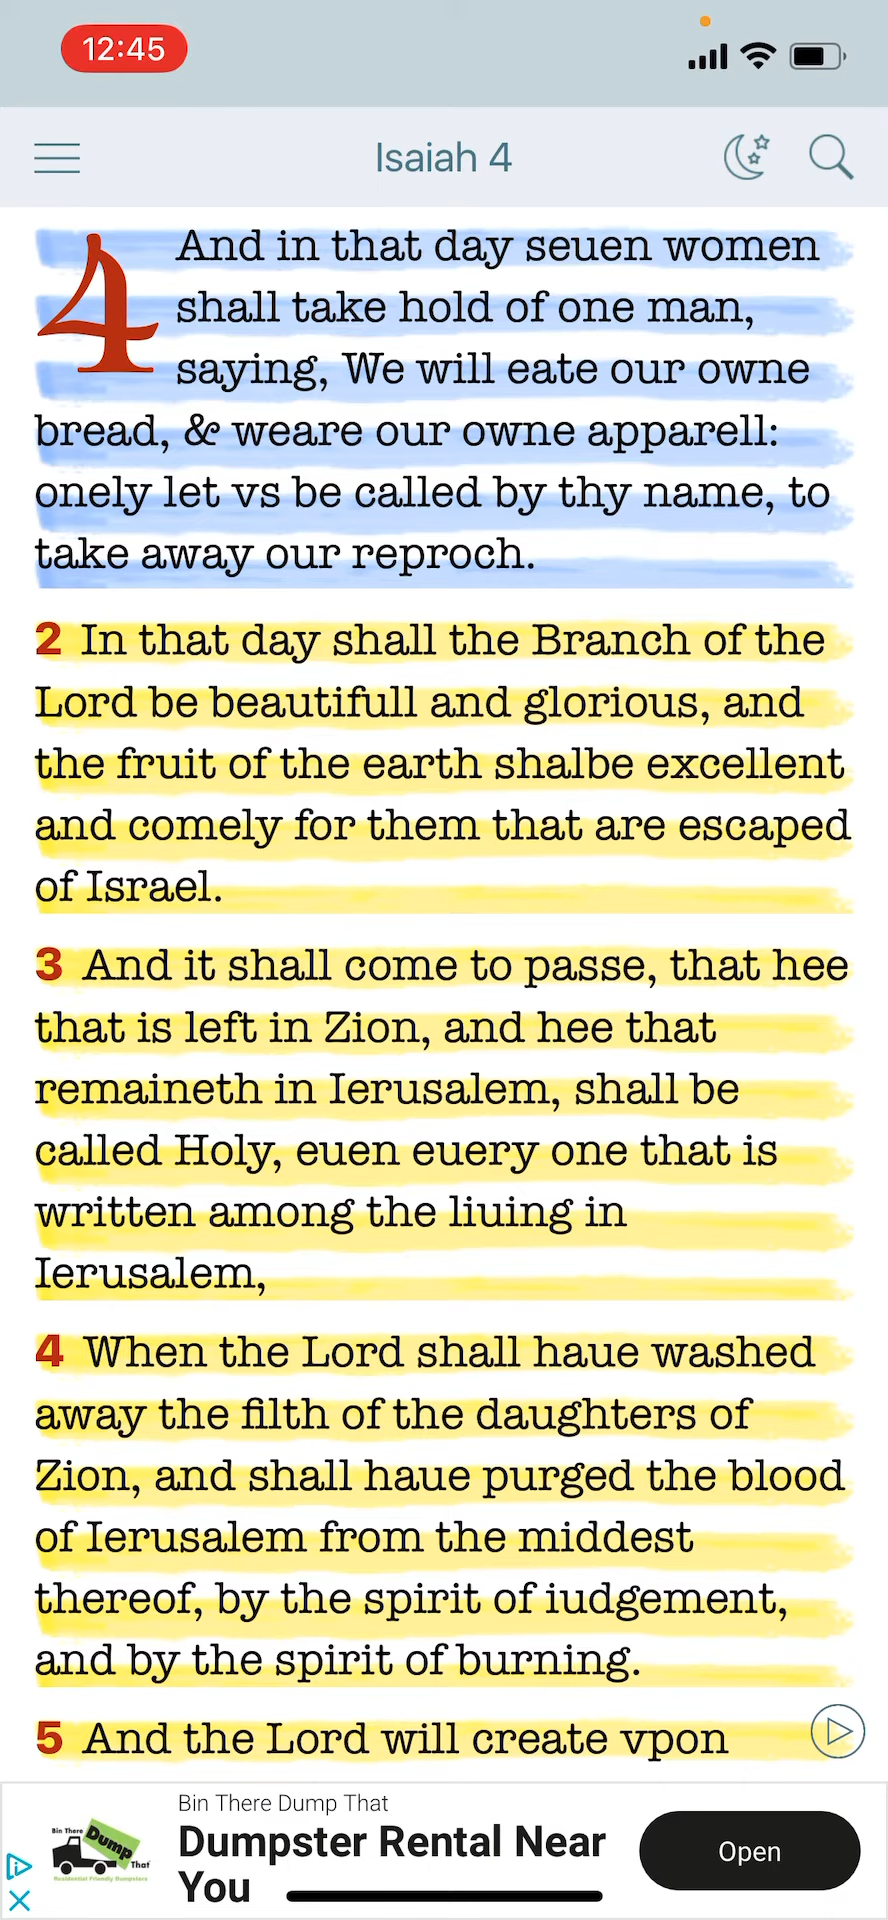 12:45
Isaiah 4
4 And in that day seuen women
shall take hold of one man,
saying, We will eate our owne
bread, & weare our owne apparell:
onely let vs be called by thy name, to
take away our reproch.
2 In that day shall the Branch of the
Lord be beautifull and glorious, and
the fruit of the earth shalbe excellent
and comely for them that are escaped
of Israel.
3 And it shall come to passe, that hee
that is left in Zion, and hee that
remaineth in Ierusalem, shall be
called Holy, euen euery one that is
written among the liuing in
Ierusalem,
4 When the Lord shall haue washed
away the filth of the daughters of
Zion, and shall haue purged the blood
of Ierusalem from the middest
thereof, by the spirit of iudgement,
and by the spirit of burning.
5 And the Lord will create vpon
Bin There
Dump
That
Residential Friendly Dumpsters
Bin There Dump That
Dumpster Rental Near
You
Open